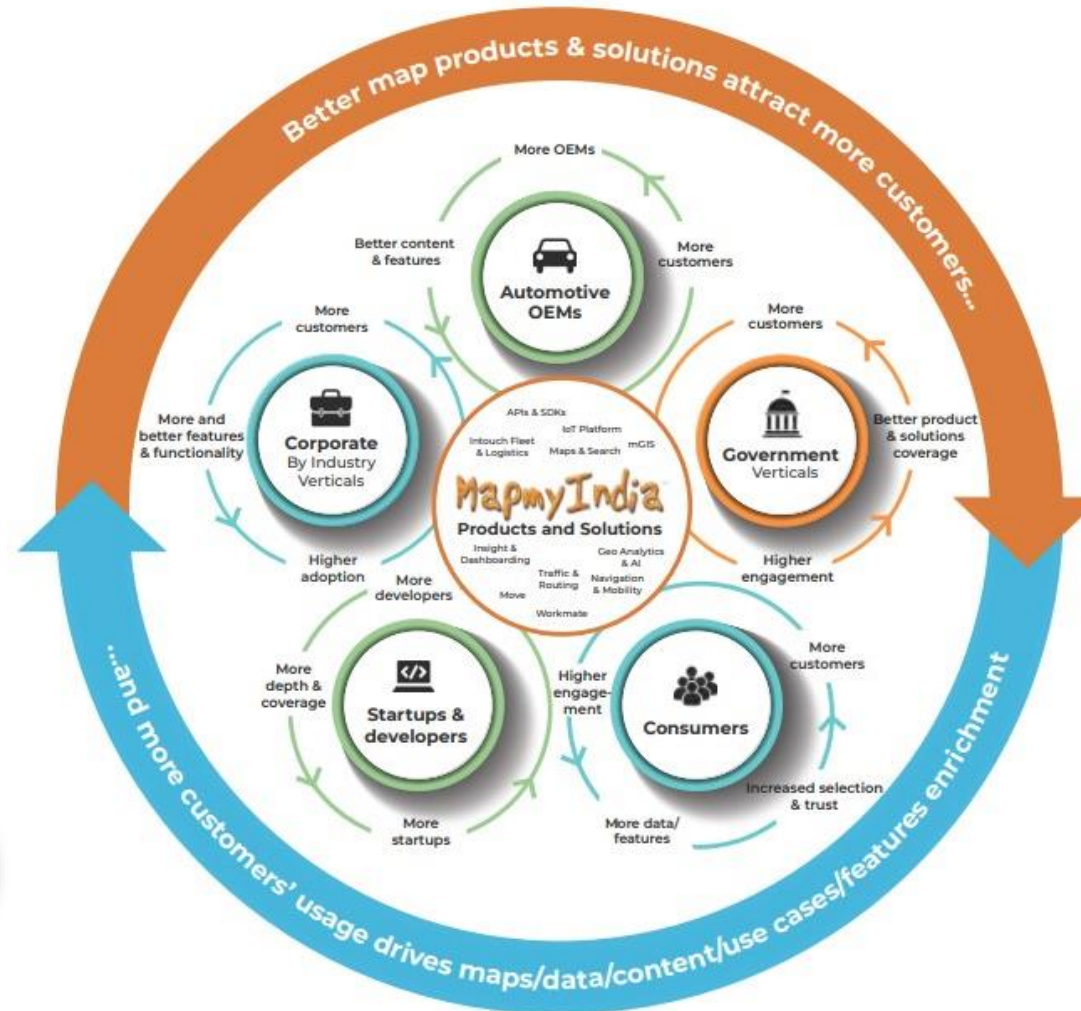 Better map products & solutions attract more customers...
More OEMs
Better content
& features
More
customers
Automotive
OEMs
More
customers
More
customers
More and
better features
& functionality
Corporate
By Industry
Verticals
Better product
& solutions
coverage
Government
Verticals
APIs & SDKs
IoT Platform
Intouch Fleet
& Logistics
Maps & Search
mGIS
MapmyIndia
Products and Solutions
Insight &
Dashboarding
Geo Analytics
& AI
Traffic &
Routing
Navigation
& Mobility
Move
Workmate
Higher
adoption
Higher
engagement
More
developers
More
depth &
coverage
Startups &
developers
More
startups
Higher
engage-
ment
More
customers
Consumers
Increased selection
& trust
More data/
features
...and more customers' usage drives maps/data/content/use cases/features enrichment